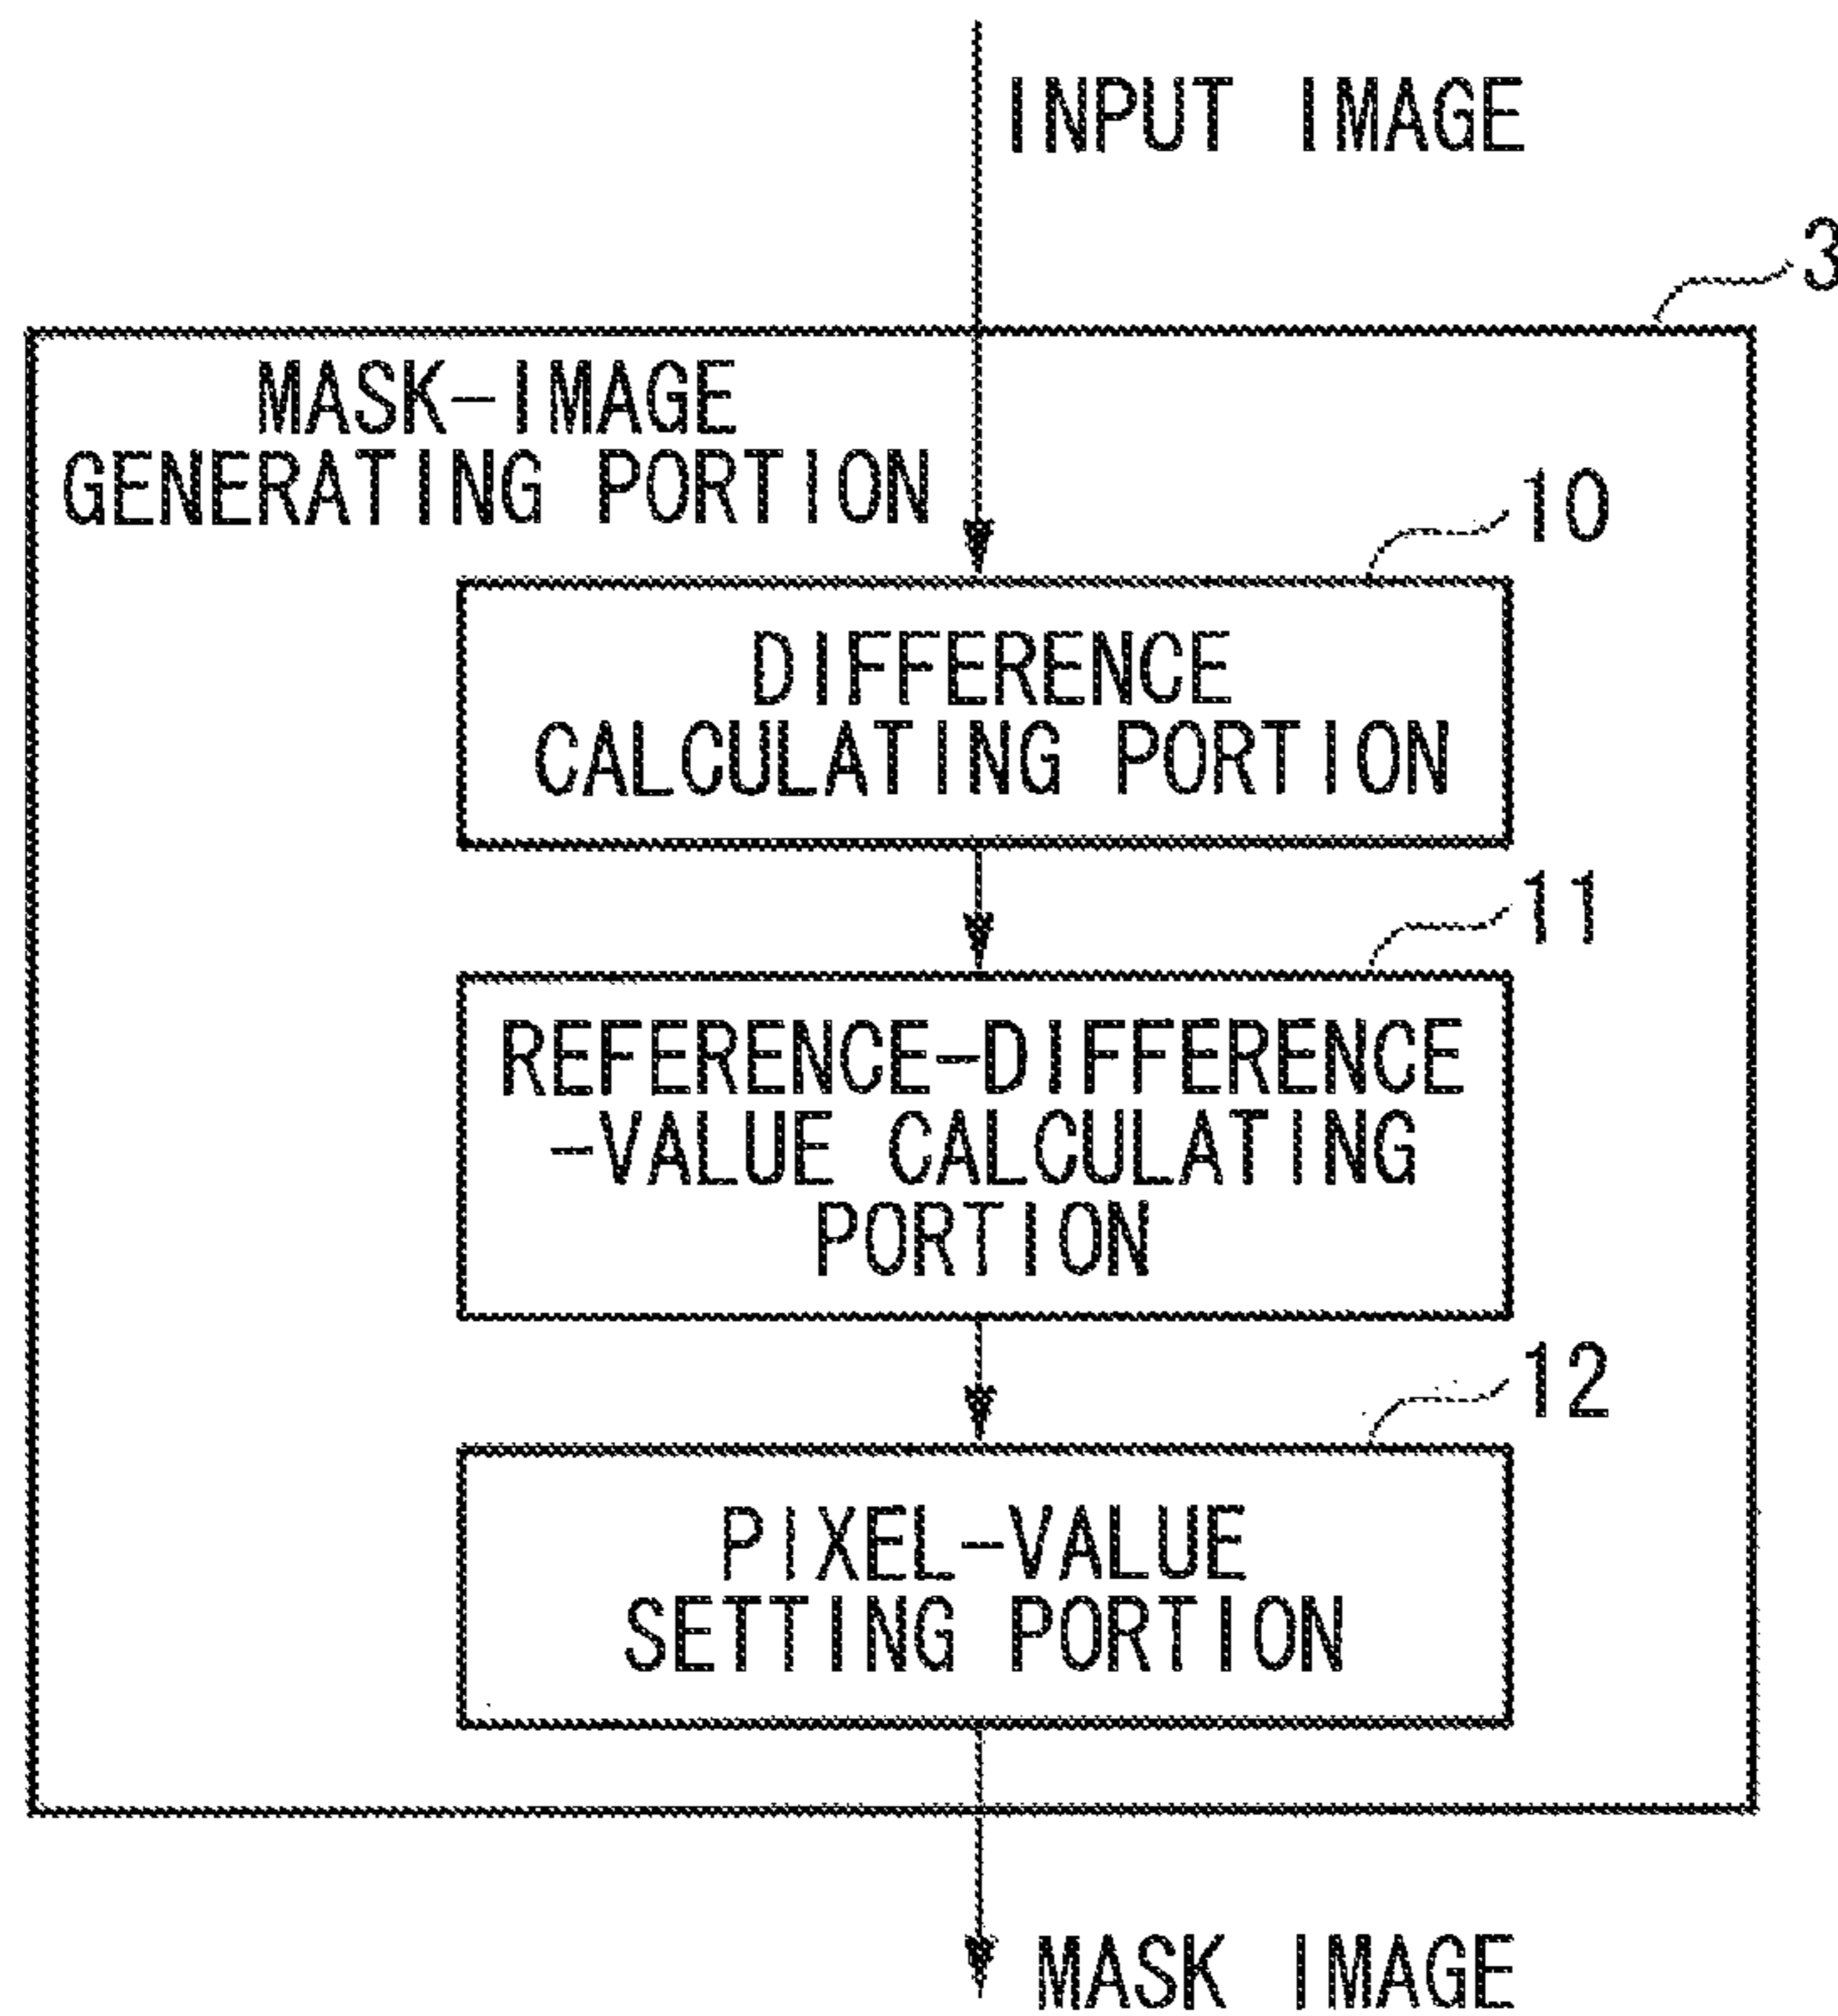 INPUT IMAGE
3
MASK-IMAGE
GENERATING PORTION
10
DIFFERENCE
CALCULATING PORTION
11
REFERENCE-DIFFERENCE
-VALUE CALCULATING
PORTION
12
PIXEL-VALUE
SETTING PORTION
MASK IMAGE